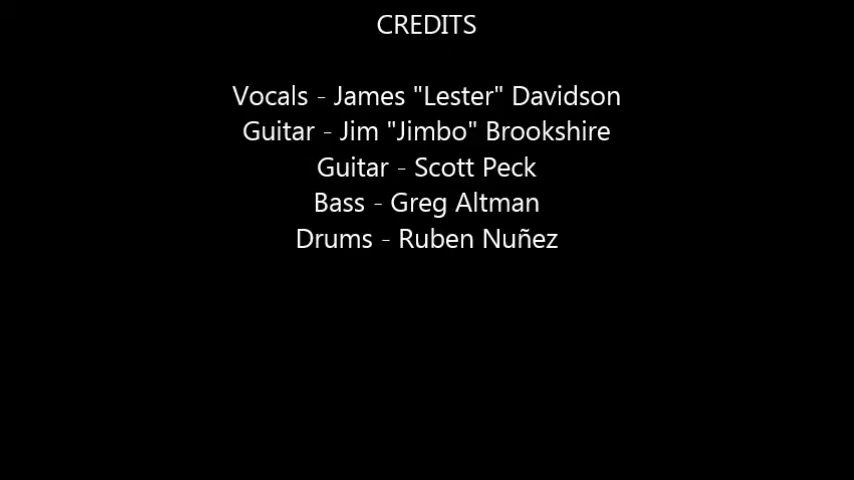 CREDITS
Vocals - James "Lester" Davidson
Guitar - Jim "Jimbo" Brookshire
Guitar - Scott Peck
Bass - Greg Altman
Drums - Ruben Nuñez